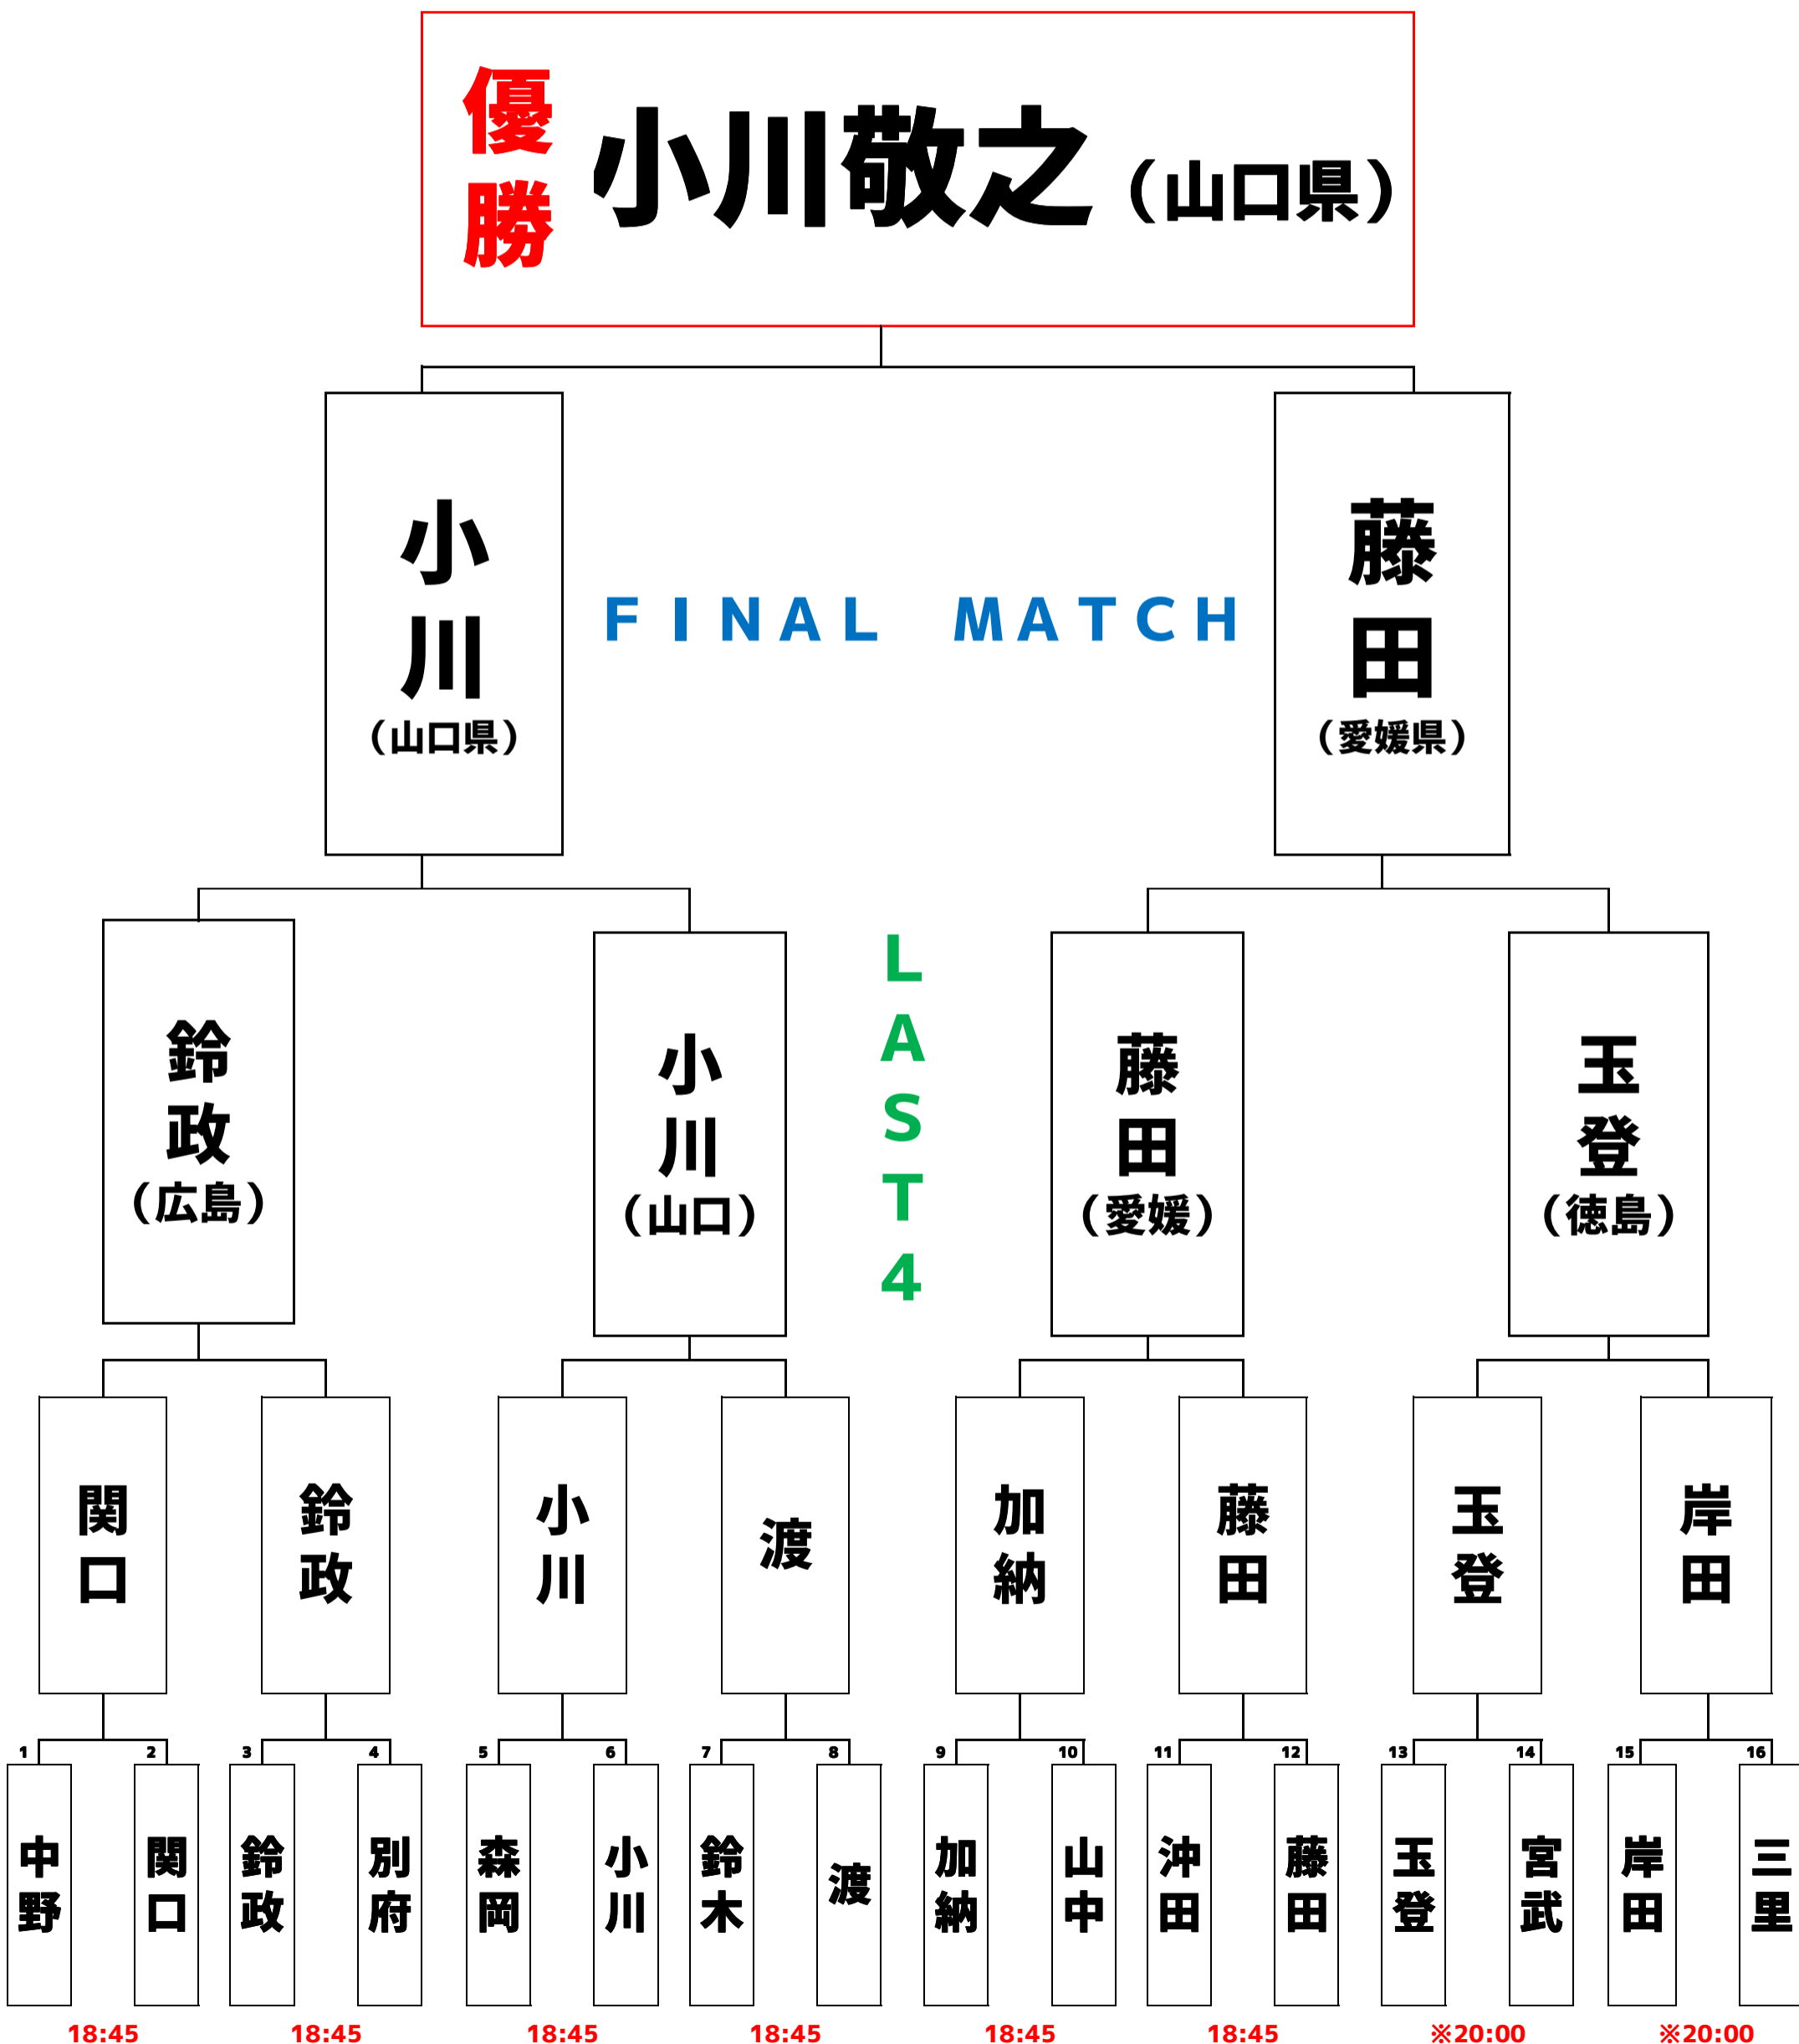 優勝 小川敬之（山口県）
小川
（山口県）
FINAL MATCH
藤田
（愛媛県）
鈴政
（広島）
小川
（山口）
LAST4
藤田
（愛媛）
玉登
（徳島）
関口
鈴政
小川
渡
加納
藤田
玉登
岸田
1 2 3 4 5 6 7 8 9 10 11 12 13 14 15 16
中野
関口
鈴政
別府
森岡
小川
鈴木
渡
加納
山中
沖田
藤田
玉登
宮武
岸田
三里
18:45 18:45 18:45 18:45 18:45 18:45 ※20:00 ※20:00